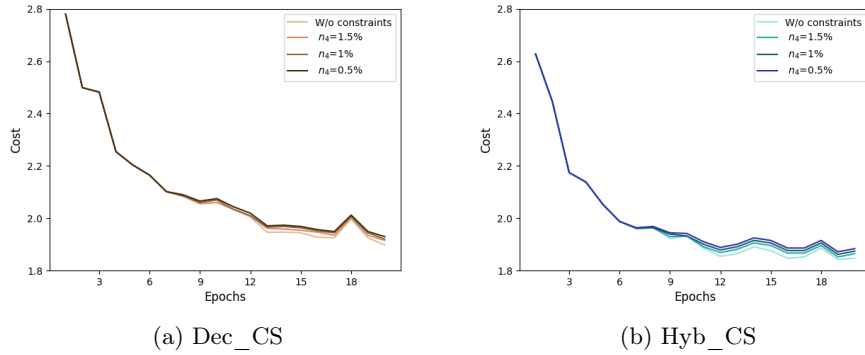 2.8
2.6
2.4
2.2
2.0
1.8
Cost
3
6
9
12
15
18
Epochs
W/o constraints
n₄=1.5%
n₄=1%
n₄=0.5%
(a) Dec_CS
2.8
2.6
2.4
2.2
2.0
1.8
Cost
3
6
9
12
15
18
Epochs
W/o constraints
n₄=1.5%
n₄=1%
n₄=0.5%
(b) Hyb_CS